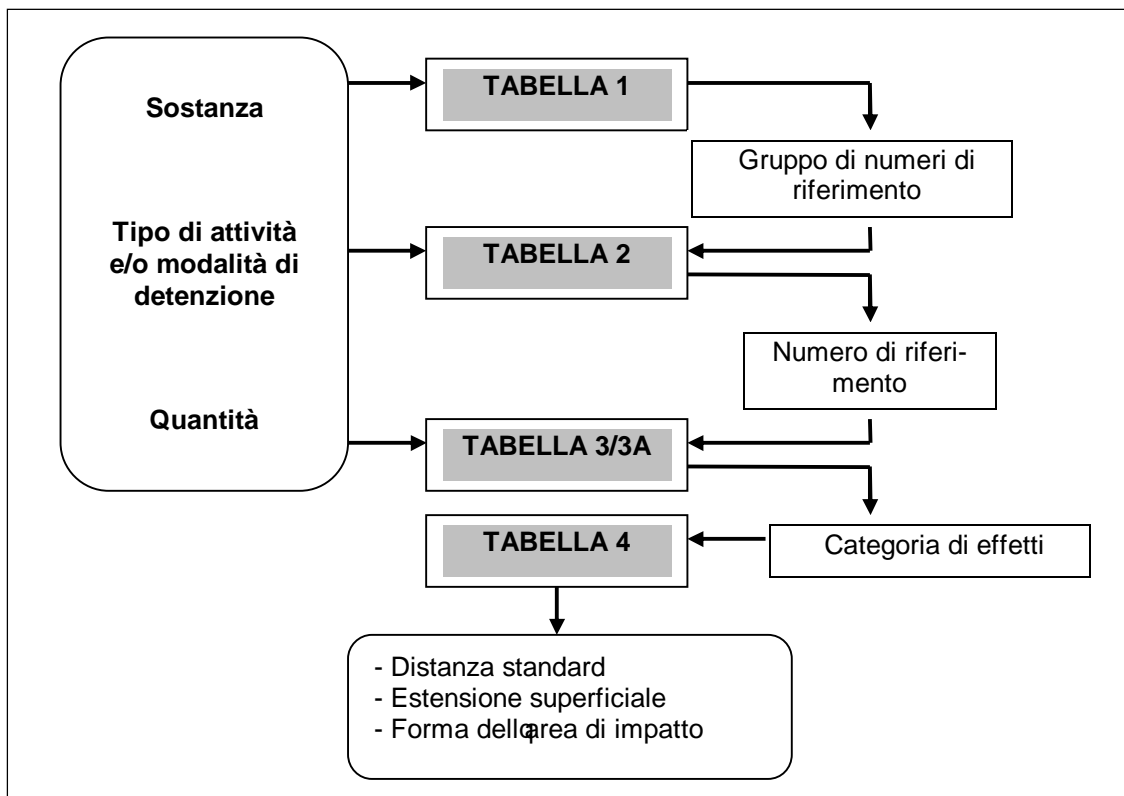 Sostanza
TABELLA 1
Gruppo di numeri di
riferimento
Tipo di attività
e/o modalità di
detenzione
TABELLA 2
Numero di riferi-
mento
Quantità
TABELLA 3/3A
TABELLA 4
Categoria di effetti
- Distanza standard
- Estensione superficiale
- Forma dell area di impatto